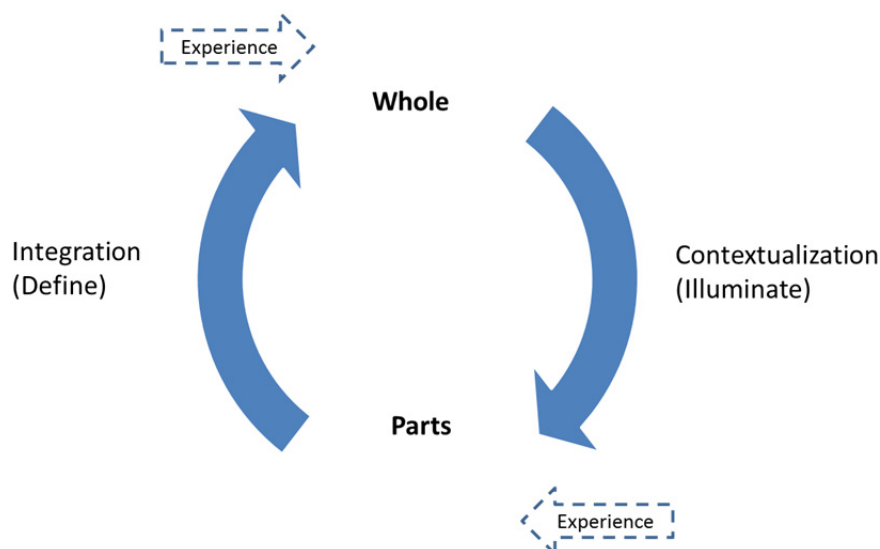 Experience
Whole
Integration
(Define)
Contextualization
(Illuminate)
Parts
Experience